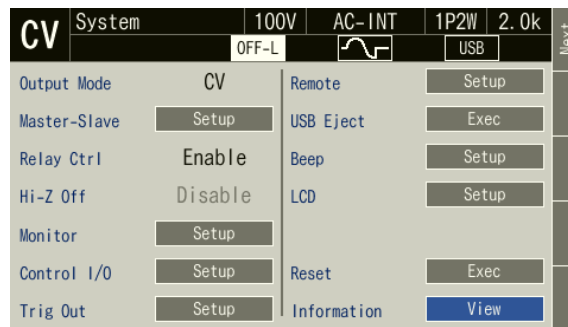 CV System 100V AC-INT 1P2W 2.0k Next
OFF-L USB
Output Mode CV
Master-Slave Setup
Relay Ctrl Enable
Hi-Z Off Disable
Monitor Setup
Control I/O Setup
Trig Out Setup
Remote Setup
USB Eject Exec
Beep Setup
LCD Setup
Reset Exec
Information View